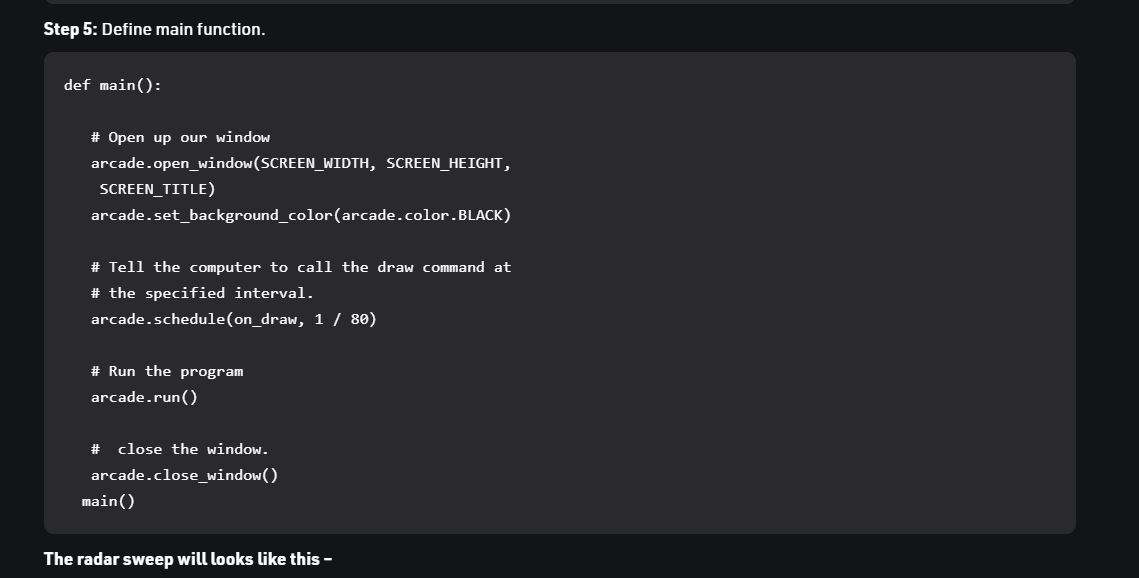 Step 5: Define main function.
def main():
# Open up our window
arcade.open_window(SCREEN_WIDTH, SCREEN_HEIGHT,
SCREEN_TITLE)
arcade.set_background_color(arcade.color.BLACK)
# Tell the computer to call the draw command at
# the specified interval.
arcade.schedule(on_draw, 1 / 80)
# Run the program
arcade.run()
#  close the window.
arcade.close_window()
main()
The radar sweep will looks like this –